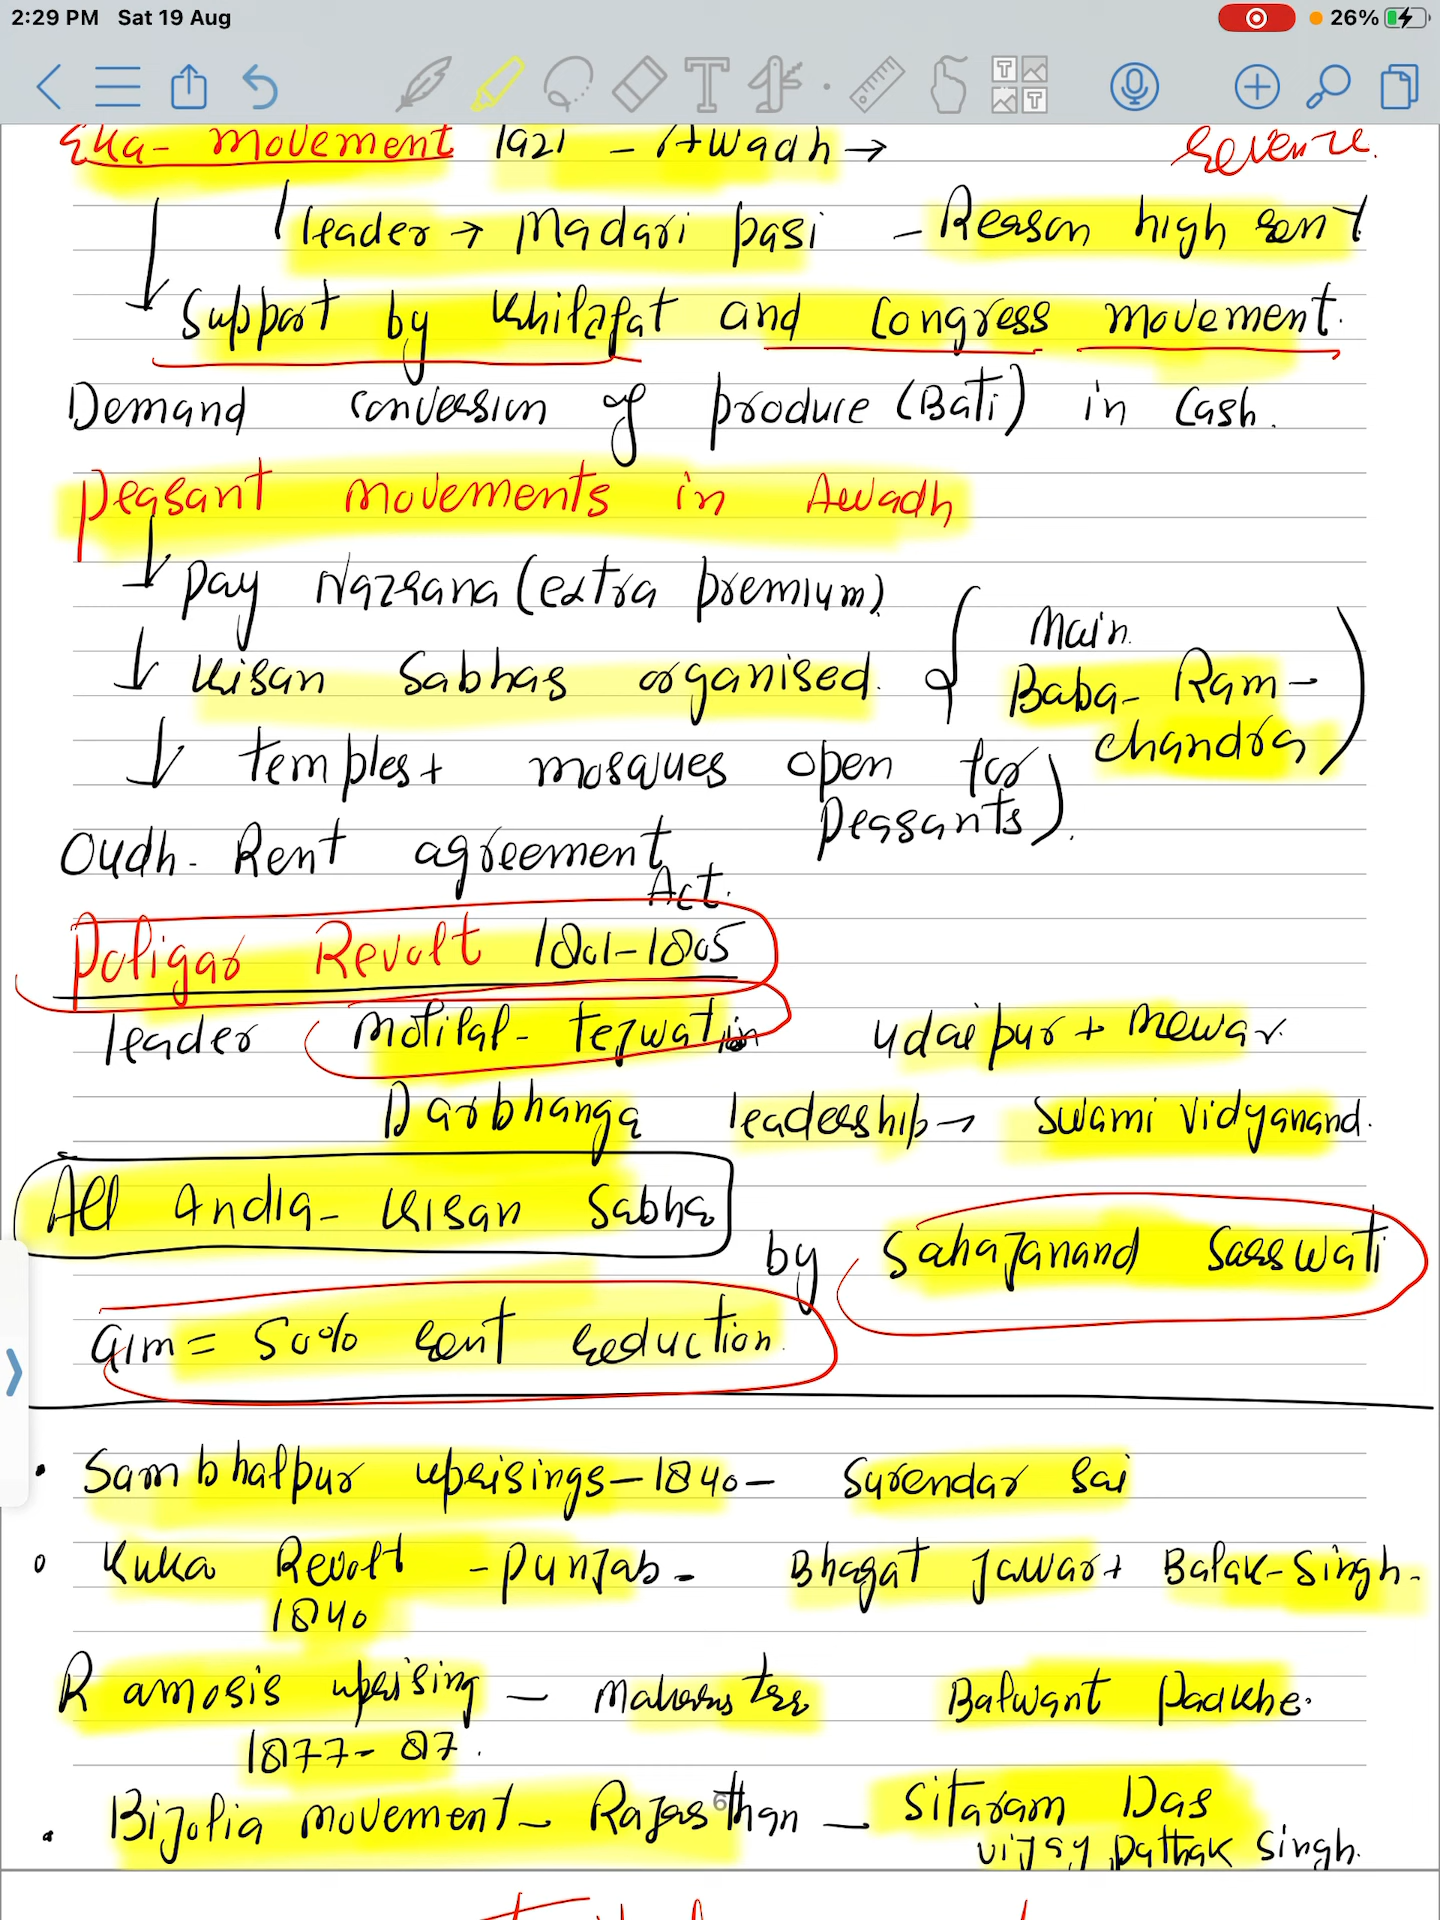 2:29 PM Sat 19 Aug
26%
Eka- movement 1921 - Awadh →
leader → Madari pasi - Reason high rent
Support by Khilafat and Congress movement.
Demand conversion of produce (Bati) in Cash.
Peasant movements in Awadh
↓ pay Nazrana (extra premium)
Main.
↓ Kisan Sabhas organised.
Baba- Ram-
chandra
↓ temples + mosques open for
Peasants).
Oudh- Rent agreement
Act.
Poligar Revolt 1801-1805
leader Motilal- tejwat in udaipur + Mewar.
Darbhanga leadership → Swami Vidyanand.
All India- Kisan Sabha
by Sahajanand Sarswati
aim = 50% rent reduction.
• Sambhalpur uprisings - 1840 - Surendar Sai
• Kuka Revolt - Punjab - Bhagat Jawar + Balak-Singh-
1840
Ramosis uprising - Balwant Padkhe.
1877-87.
• Bijolia movement - Rajasthan - Sitaram Das
6
vijay Pathak Singh.